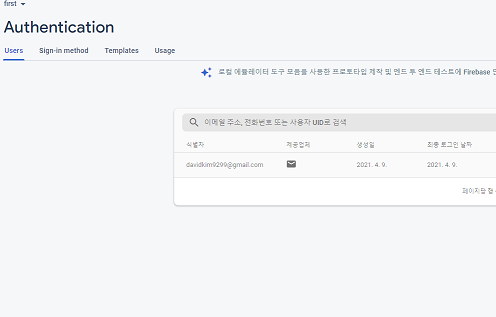 first
Authentication
Users Sign-in method Templates Usage
로컬 에뮬레이터 도구 모음을 사용한 프로토타입 제작 및 엔드 투 엔드 테스트에 Firebase
이메일 주소, 전화번호 또는 사용자 UID로 검색
식별자 제공업체 생성일 최종 로그인 날짜
davidkim9299@gmail.com 2021. 4. 9. 2021. 4. 9.
페이지당 행